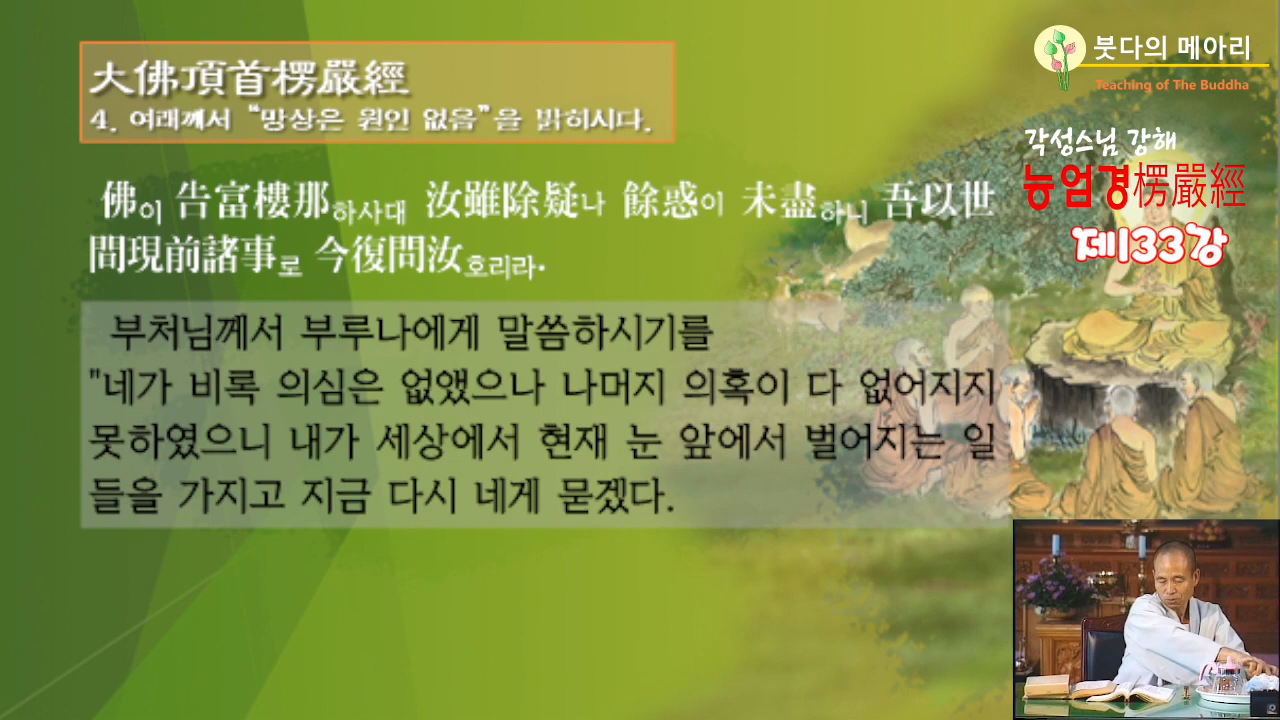 大佛頂首楞嚴經
4. 여래께서 “망상은 원인 없음”을 밝히시다.
佛이 告富樓那하사대 汝雖除疑나 餘惑이 未盡하니 吾以世
間現前諸事로 今復問汝호리라.
부처님께서 부루나에게 말씀하시기를
"네가 비록 의심은 없앴으나 나머지 의혹이 다 없어지지
못하였으니 내가 세상에서 현재 눈 앞에서 벌어지는 일
들을 가지고 지금 다시 네게 묻겠다.
붓다의 메아리
Teaching of The Buddha
각성스님 강해
능엄경楞嚴經
제133강